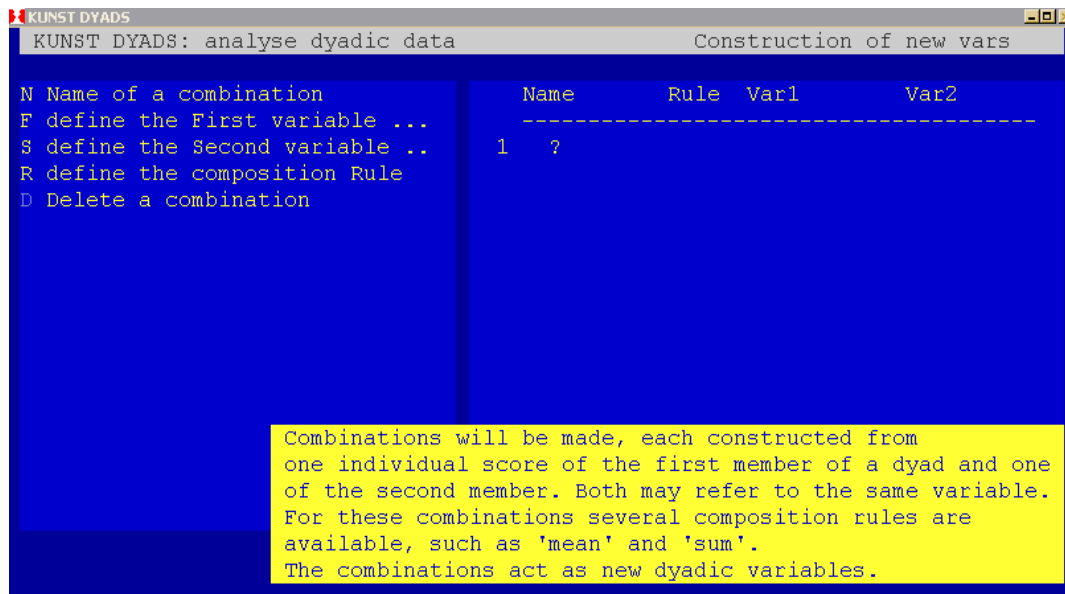 KUNST DYADS
KUNST DYADS: analyse dyadic data Construction of new vars
N Name of a combination
F define the First variable ...
S define the Second variable ..
R define the composition Rule
D Delete a combination
Name Rule Var1 Var2
---------------------------------------
1 ?
Combinations will be made, each constructed from
one individual score of the first member of a dyad and one
of the second member. Both may refer to the same variable.
For these combinations several composition rules are
available, such as 'mean' and 'sum'.
The combinations act as new dyadic variables.